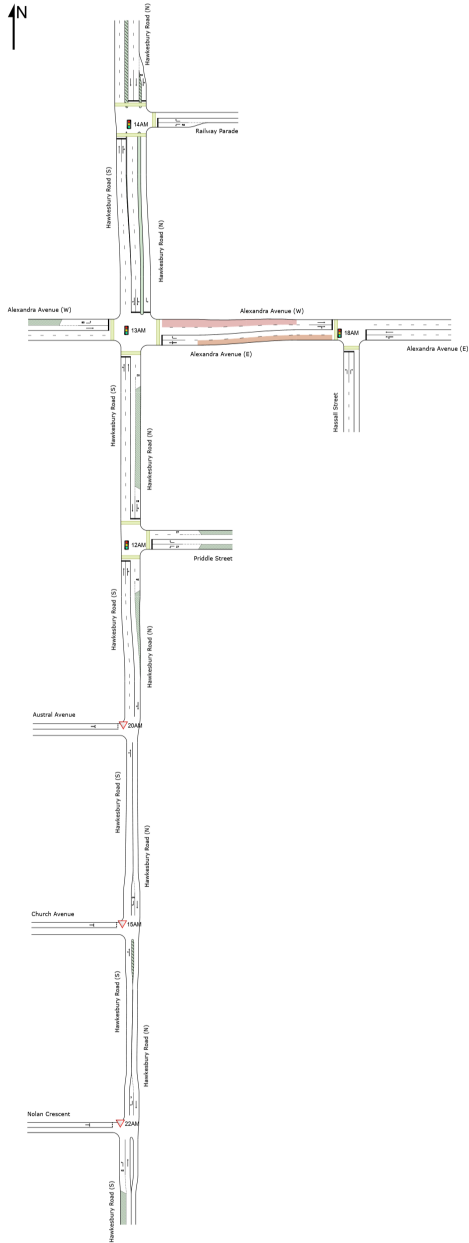 N
Hawkesbury Road (N)
14AM
Railway Parade
Hawkesbury Road (S)
Hawkesbury Road (N)
Alexandra Avenue (W)
Alexandra Avenue (W)
13AM
18AM
Alexandra Avenue (E)
Alexandra Avenue (E)
Hawkesbury Road (S)
Hassall Street
Hawkesbury Road (N)
12AM
Priddle Street
Hawkesbury Road (S)
Hawkesbury Road (N)
Austral Avenue
20AM
Hawkesbury Road (S)
Hawkesbury Road (N)
Church Avenue
15AM
Hawkesbury Road (S)
Hawkesbury Road (N)
Nolan Crescent
22AM
Hawkesbury Road (S)